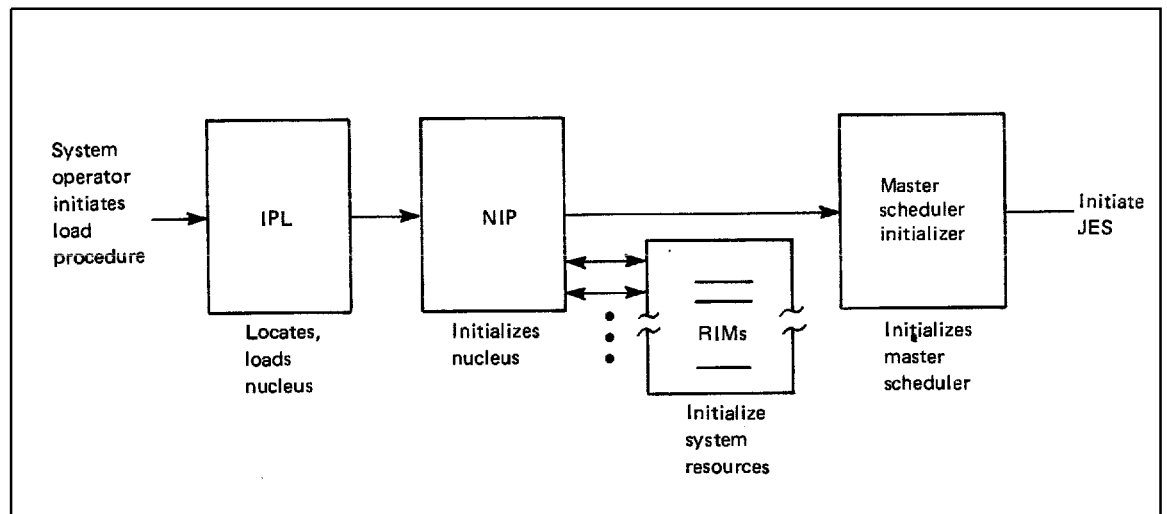 System
operator
initiates
load
procedure
IPL
Locates,
loads
nucleus
NIP
Initializes
nucleus
RIMs
Initialize
system
resources
Master
scheduler
initializer
Initializes
master
scheduler
Initiate
JES